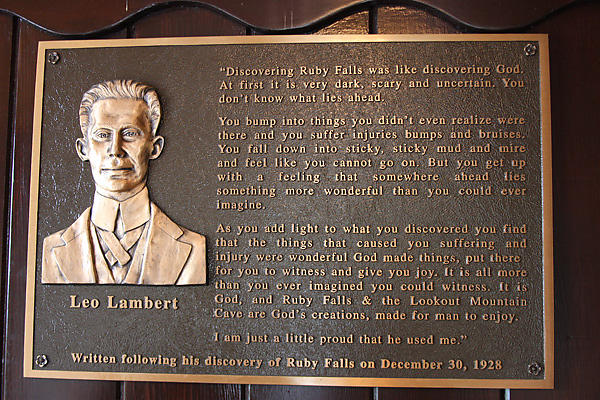 “Discovering Ruby Falls was like discovering God.
At first it is very dark, scary and uncertain. You
don’t know what lies ahead.
You bump into things you didn’t even realize were
there and you suffer injuries bumps and bruises.
You fall down into sticky, sticky mud and mire
and feel like you cannot go on. But you get up
with a feeling that somewhere ahead lies
something more wonderful than you could ever
imagine.
As you add light to what you discovered you find
that the things that caused you suffering and
injury were wonderful God made things, put there
for you to witness and give you joy. It is all more
than you ever imagined you could witness. It is
God, and Ruby Falls & the Lookout Mountain
Cave are God’s creations, made for man to enjoy.
I am just a little proud that he used me.”
Leo Lambert
Written following his discovery of Ruby Falls on December 30, 1928